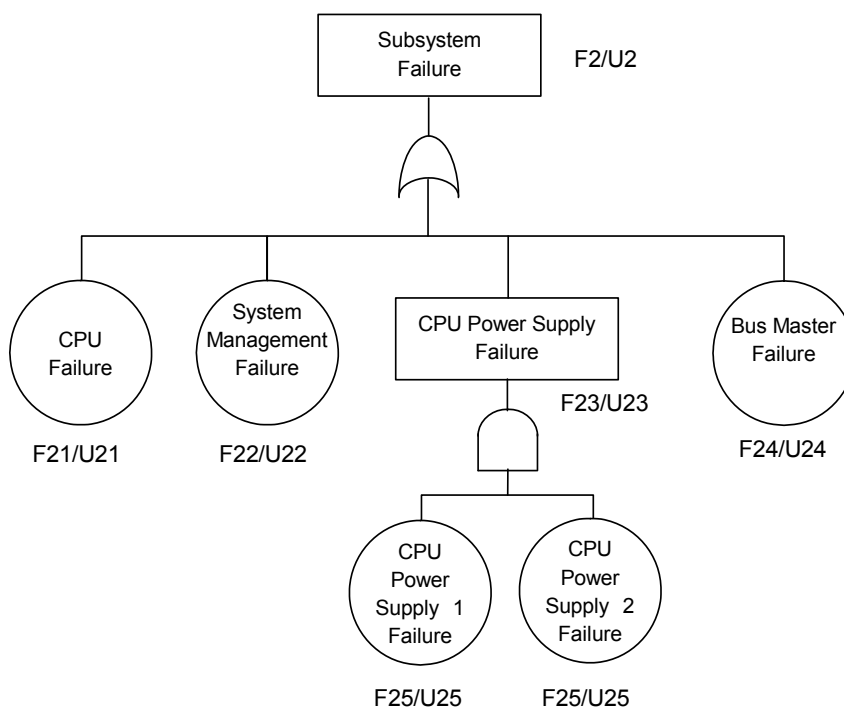 Subsystem
Failure
F2/U2
CPU
Failure
F21/U21
System
Management
Failure
F22/U22
CPU Power Supply
Failure
F23/U23
Bus Master
Failure
F24/U24
CPU
Power
Supply 1
Failure
F25/U25
CPU
Power
Supply 2
Failure
F25/U25